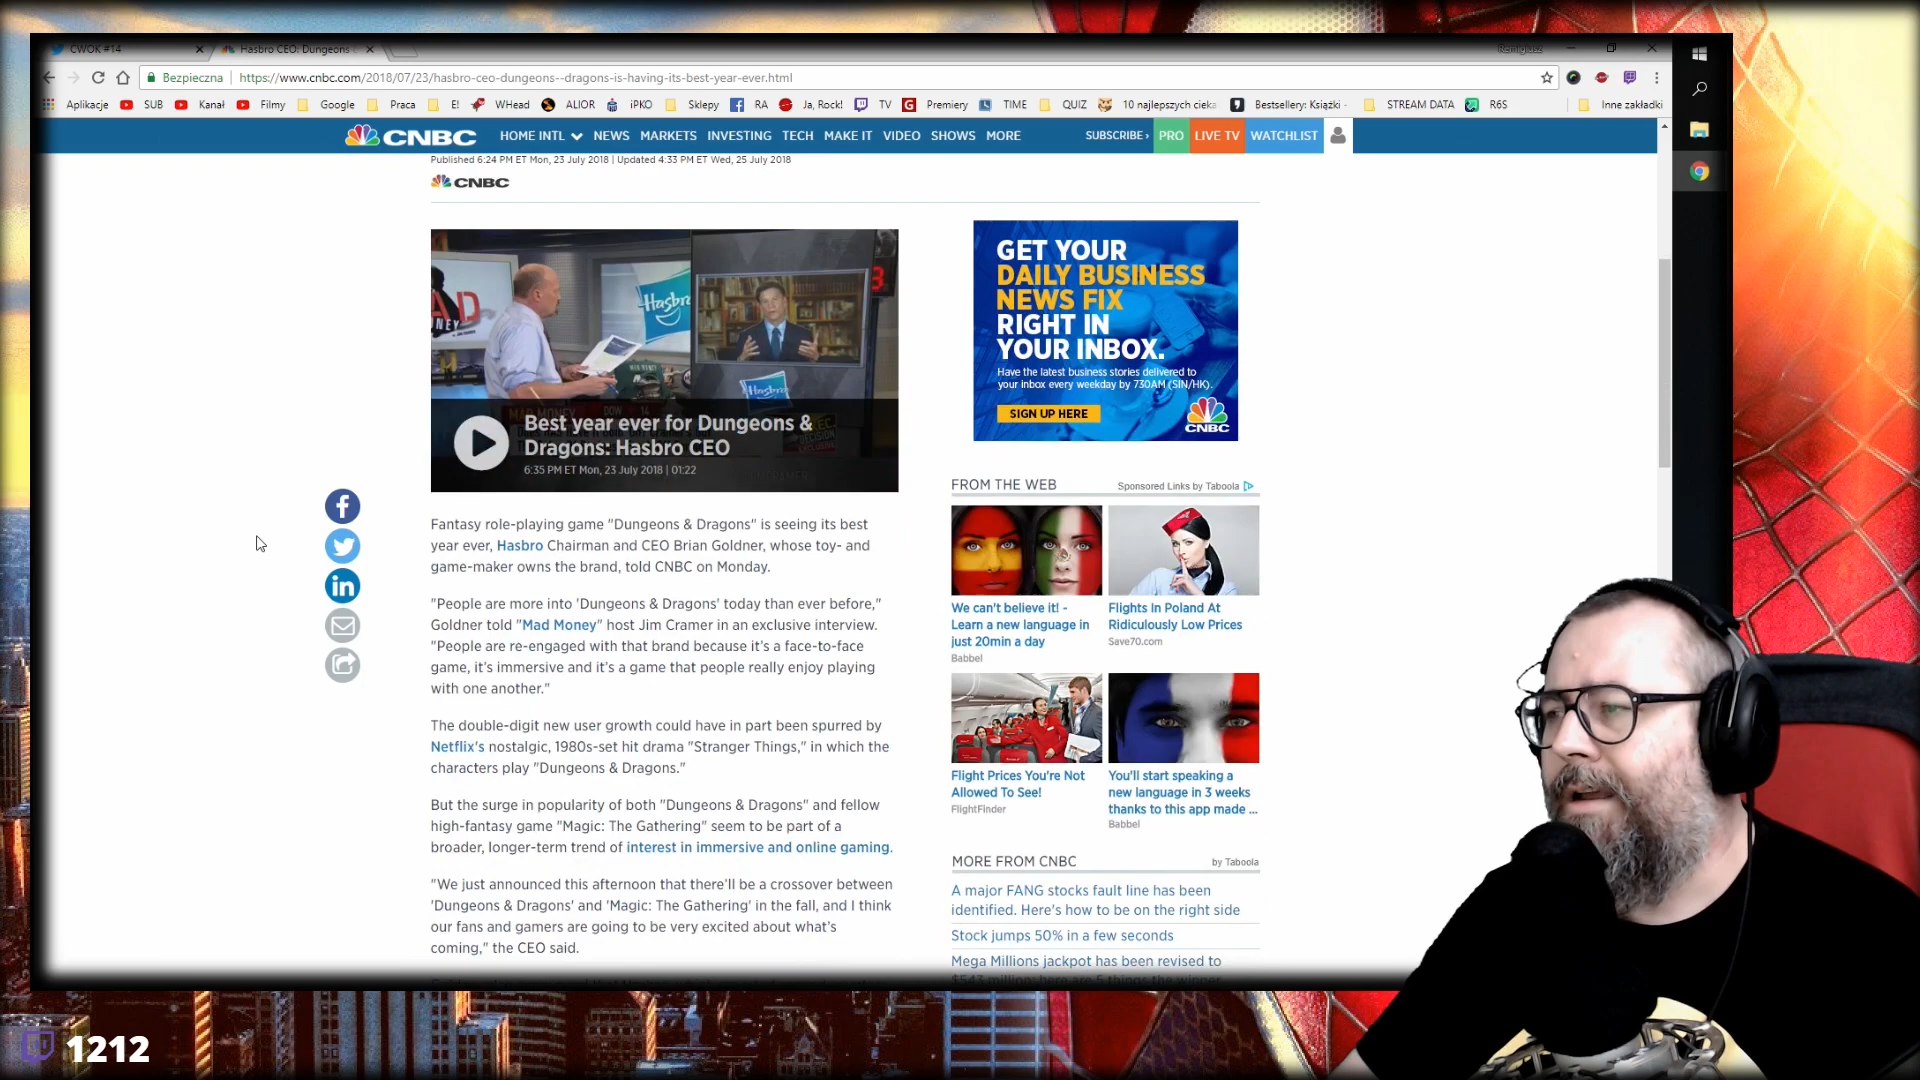 CWOK #14
Hasbro CEO: Dungeons
Remigiusz
Bezpieczna
https://www.cnbc.com/2018/07/23/hasbro-ceo-dungeons--dragons-is-having-its-best-year-ever.html
Aplikacje SUB Kanał Filmy Google Praca E! WHead ALIOR iPKO Sklepy RA Ja, Rock! TV Premiery TIME QUIZ 10 najlepszych cieka Bestsellery: Książki - STREAM DATA R6S Inne zakładki
CNBC HOME INTL NEWS MARKETS INVESTING TECH MAKE IT VIDEO SHOWS MORE SUBSCRIBE PRO LIVE TV WATCHLIST
Published 6:24 PM ET Mon, 23 July 2018 | Updated 4:33 PM ET Wed, 25 July 2018
CNBC
Hasbro
Hasbro
Best year ever for Dungeons &
Dragons: Hasbro CEO
6:35 PM ET Mon, 23 July 2018 | 01:22
Fantasy role-playing game "Dungeons & Dragons" is seeing its best
year ever, Hasbro Chairman and CEO Brian Goldner, whose toy- and
game-maker owns the brand, told CNBC on Monday.
"People are more into 'Dungeons & Dragons' today than ever before,"
Goldner told "Mad Money" host Jim Cramer in an exclusive interview.
"People are re-engaged with that brand because it's a face-to-face
game, it's immersive and it's a game that people really enjoy playing
with one another."
The double-digit new user growth could have in part been spurred by
Netflix's nostalgic, 1980s-set hit drama "Stranger Things," in which the
characters play "Dungeons & Dragons."
But the surge in popularity of both "Dungeons & Dragons" and fellow
high-fantasy game "Magic: The Gathering" seem to be part of a
broader, longer-term trend of interest in immersive and online gaming.
"We just announced this afternoon that there'll be a crossover between
'Dungeons & Dragons' and 'Magic: The Gathering' in the fall, and I think
our fans and gamers are going to be very excited about what's
coming," the CEO said.
GET YOUR
DAILY BUSINESS
NEWS FIX
RIGHT IN
YOUR INBOX.
Have the latest business stories delivered to
your inbox every weekday by 730AM (SIN/HK).
SIGN UP HERE
CNBC
FROM THE WEB
Sponsored Links by Taboola
We can't believe it! -
Learn a new language in
just 20min a day
Babbel
Flights In Poland At
Ridiculously Low Prices
Save70.com
Flight Prices You're Not
Allowed To See!
FlightFinder
You'll start speaking a
new language in 3 weeks
thanks to this app made ...
Babbel
MORE FROM CNBC
by Taboola
A major FANG stocks fault line has been
identified. Here's how to be on the right side
Stock jumps 50% in a few seconds
Mega Millions jackpot has been revised to
1212